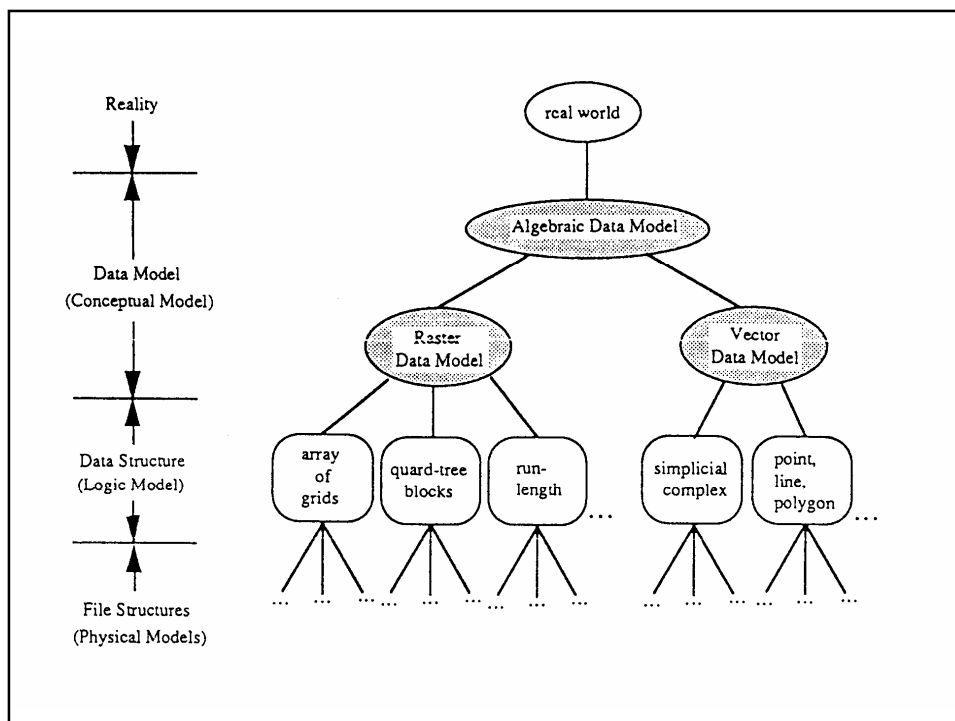 Reality
real world
Algebraic Data Model
Data Model
(Conceptual Model)
Raster
Data Model
Vector
Data Model
Data Structure
(Logic Model)
array
of
grids
quard-tree
blocks
run-
length
...
simplicial
complex
point,
line,
polygon
...
... ... ... ... ... ... ... ... ... ... ... ... ... ... ...
File Structures
(Physical Models)